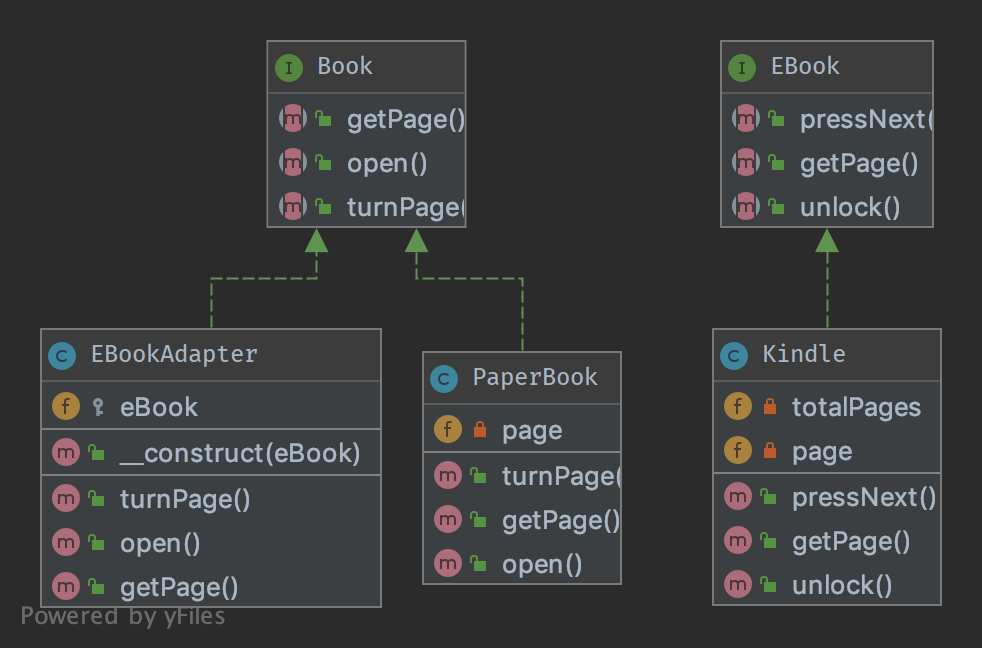 Book
getPage()
open()
turnPage(
EBook
pressNext(
getPage()
unlock()
EBookAdapter
eBook
__construct(eBook)
turnPage()
open()
getPage()
PaperBook
page
turnPage(
getPage()
open()
Kindle
totalPages
page
pressNext()
getPage()
unlock()
Powered by yFiles